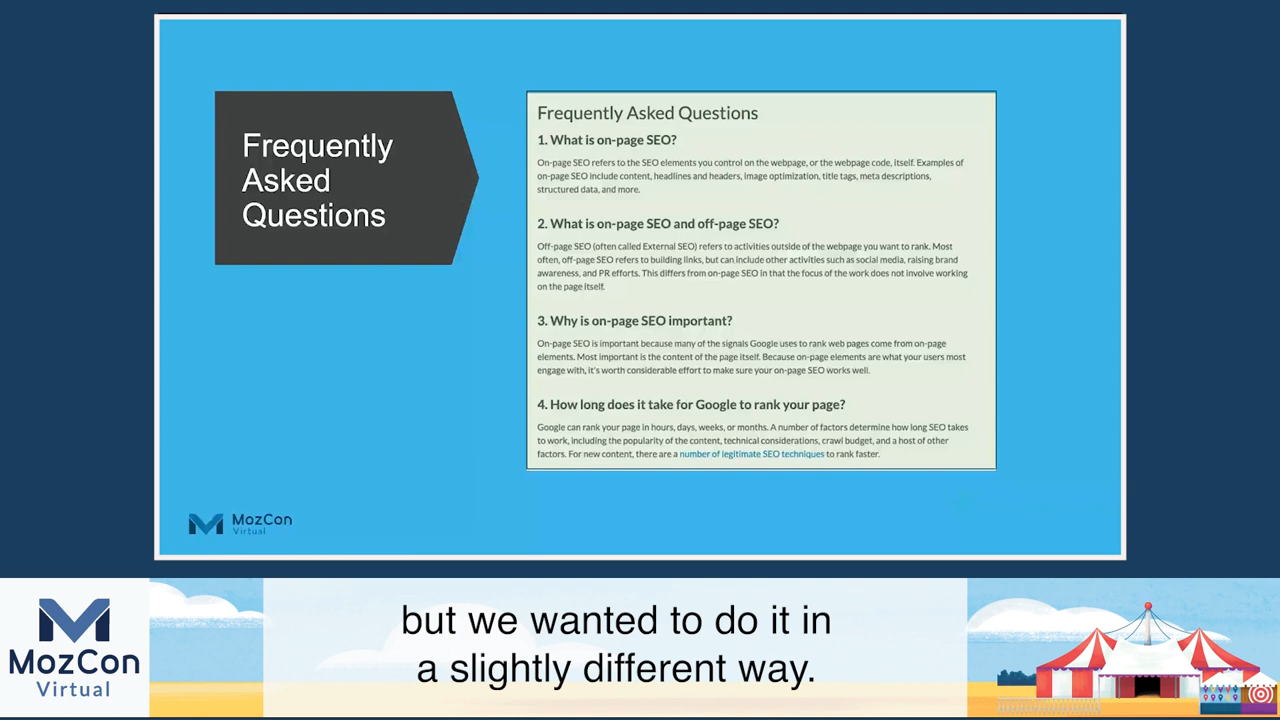 Frequently
Asked
Questions
Frequently Asked Questions
1. What is on-page SEO?
On-page SEO refers to the SEO elements you control on the webpage, or the webpage code, itself. Examples of
on-page SEO include content, headlines and headers, image optimization, title tags, meta descriptions,
structured data, and more.
2. What is on-page SEO and off-page SEO?
Off-page SEO (often called External SEO) refers to activities outside of the webpage you want to rank. Most
often, off-page SEO refers to building links, but can include other activities such as social media, raising brand
awareness, and PR efforts. This differs from on-page SEO in that the focus of the work does not involve working
on the page itself.
3. Why is on-page SEO important?
On-page SEO is important because many of the signals Google uses to rank web pages come from on-page
elements. Most important is the content of the page itself. Because on-page elements are what your users most
engage with, it's worth considerable effort to make sure your on-page SEO works well.
4. How long does it take for Google to rank your page?
Google can rank your page in hours, days, weeks, or months. A number of factors determine how long SEO takes
to work, including the popularity of the content, technical considerations, crawl budget, and a host of other
factors. For new content, there are a number of legitimate SEO techniques to rank faster.
MozCon
Virtual
MozCon
Virtual
but we wanted to do it in
a slightly different way.